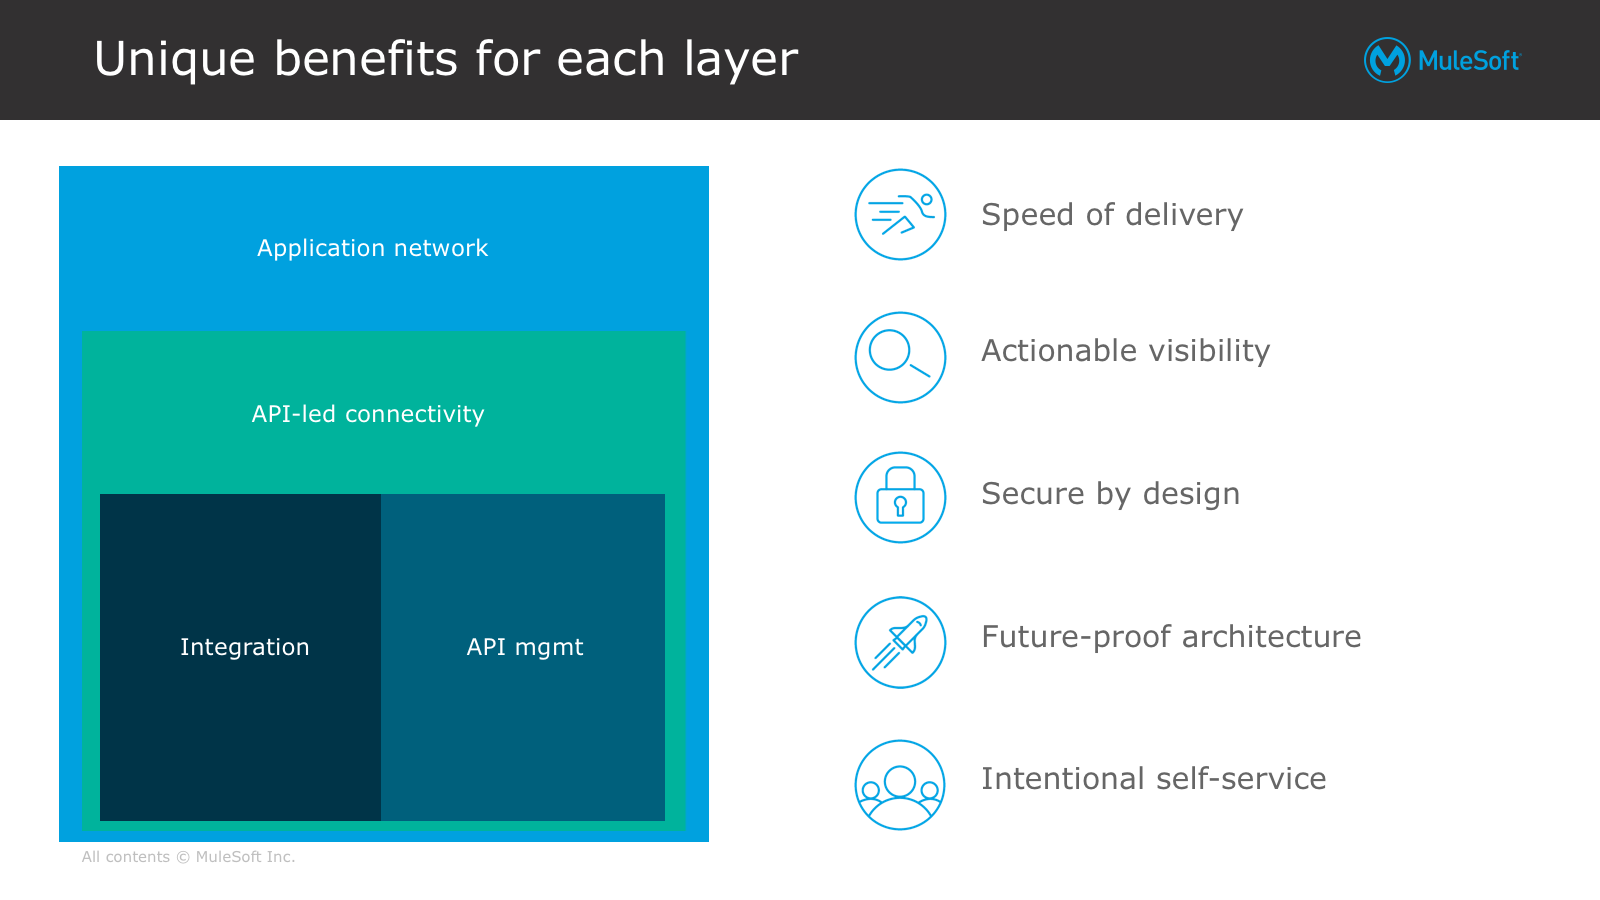 Unique benefits for each layer
MuleSoft
Application network
API-led connectivity
Integration
API mgmt
Speed of delivery
Actionable visibility
Secure by design
Future-proof architecture
Intentional self-service
All contents © MuleSoft Inc.